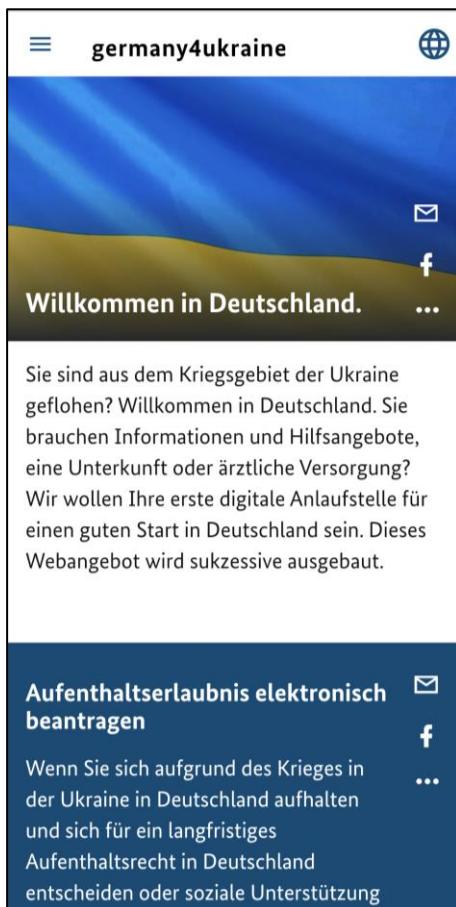 germany4ukraine
Willkommen in Deutschland.
Sie sind aus dem Kriegsgebiet der Ukraine
geflohen? Willkommen in Deutschland. Sie
brauchen Informationen und Hilfsangebote,
eine Unterkunft oder ärztliche Versorgung?
Wir wollen Ihre erste digitale Anlaufstelle für
einen guten Start in Deutschland sein. Dieses
Webangebot wird sukzessive ausgebaut.
Aufenthaltserlaubnis elektronisch
beantragen
Wenn Sie sich aufgrund des Krieges in
der Ukraine in Deutschland aufhalten
und sich für ein langfristiges
Aufenthaltsrecht in Deutschland
entscheiden oder soziale Unterstützung